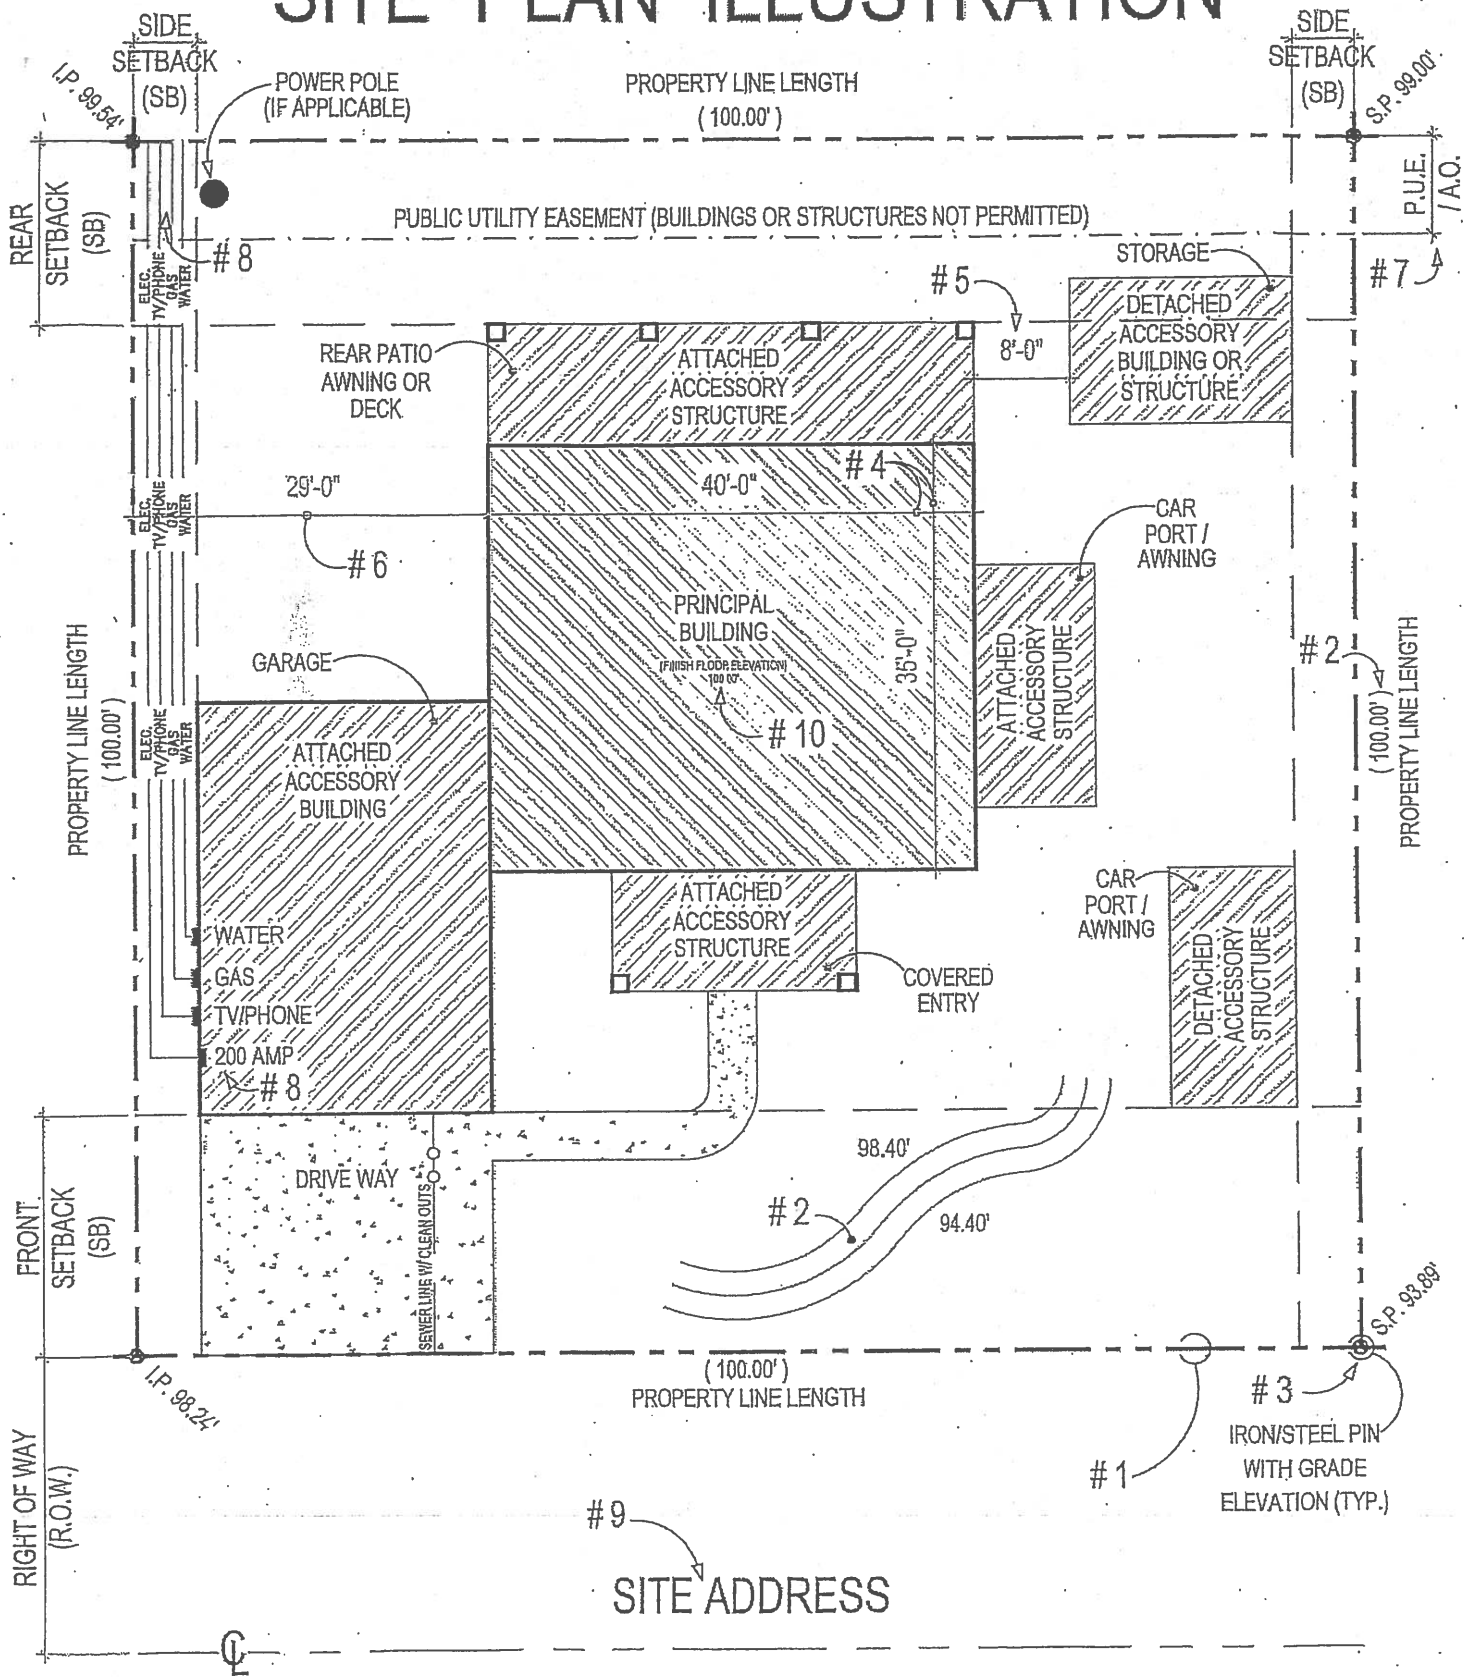 SITE PLAN ILLUSTRATION
SIDE
SETBACK
(SB)
SIDE
SETBACK
(SB)
I.P. 99.54'
POWER POLE
(IF APPLICABLE)
PROPERTY LINE LENGTH
( 100.00' )
S.P. 99.00'
REAR
SETBACK
(SB)
P.U.E.
/ A.O.
PUBLIC UTILITY EASEMENT (BUILDINGS OR STRUCTURES NOT PERMITTED)
# 8
ELEC.
TV/PHONE
GAS
WATER
# 5
STORAGE
# 7
DETACHED
ACCESSORY
BUILDING OR
STRUCTURE
8'-0"
REAR PATIO
AWNING OR
DECK
ATTACHED
ACCESSORY
STRUCTURE
29'-0"
40'-0"
# 4
ELEC.
TV/PHONE
GAS
WATER
# 6
CAR
PORT /
AWNING
PRINCIPAL
BUILDING
(FINISH FLOOR ELEVATION)
100.00'
35'-0"
# 10
ATTACHED
ACCESSORY
STRUCTURE
# 2
(100.00')
PROPERTY LINE LENGTH
PROPERTY LINE LENGTH
(100.00')
ELEC.
TV/PHONE
GAS
WATER
GARAGE
ATTACHED
ACCESSORY
BUILDING
WATER
GAS
TV/PHONE
200 AMP
# 8
ATTACHED
ACCESSORY
STRUCTURE
COVERED
ENTRY
CAR
PORT /
AWNING
DETACHED
ACCESSORY
STRUCTURE
FRONT
SETBACK
(SB)
DRIVE WAY
SEWER LINE W/ CLEAN OUTS
98.40'
# 2
94.40'
S.P. 93.89'
I.P. 98.24'
( 100.00' )
PROPERTY LINE LENGTH
# 3
IRON/STEEL PIN
WITH GRADE
ELEVATION (TYP.)
# 1
RIGHT OF WAY
(R.O.W.)
# 9
SITE ADDRESS
CL